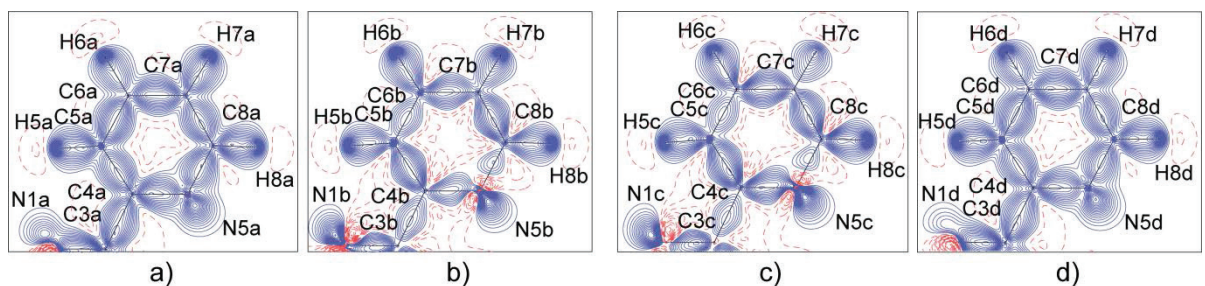 H6a H7a
C7a
C6a
C5a
H5a C8a
C4a
N1a H8a
C3a
N5a
a)
H6b H7b
C7b
C6b
C5b
H5b C8b
N1b C4b H8b
C3b
N5b
b)
H6c H7c
C7c
C6c
C5c C8c
H5c
N1c C4c H8c
C3c N5c
c)
H6d H7d
C7d
C6d
C5d C8d
H5d
N1d C4d H8d
C3d
N5d
d)